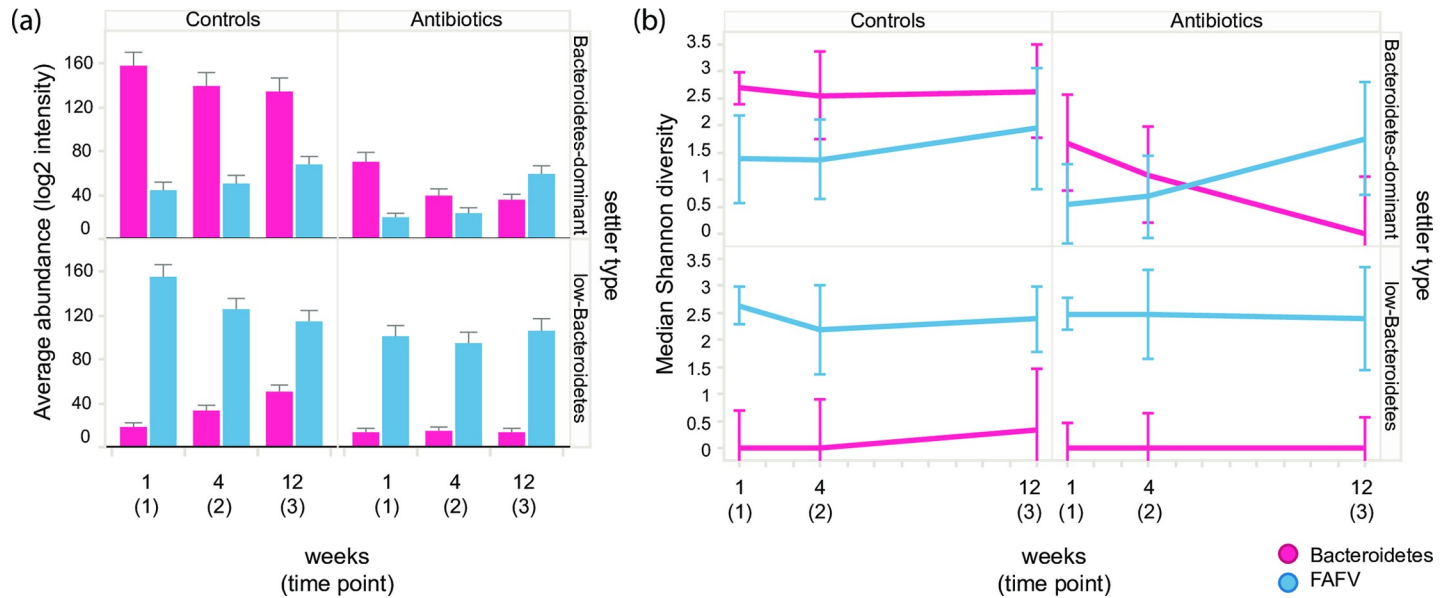 (a)
Controls
Antibiotics
Average abundance (log2 intensity)
160
120
80
40
0
160
120
80
40
0
Bacteroidetes-dominant
low-Bacteroidetes
settler type
1
(1)
4
(2)
12
(3)
1
(1)
4
(2)
12
(3)
weeks
(time point)
(b)
Controls
Antibiotics
Median Shannon diversity
3.5
3
2.5
2
1.5
1
0.5
0
3.5
3
2.5
2
1.5
1
0.5
0
Bacteroidetes-dominant
low-Bacteroidetes
settler type
1
(1)
4
(2)
12
(3)
1
(1)
4
(2)
12
(3)
weeks
(time point)
Bacteroidetes
FAFV